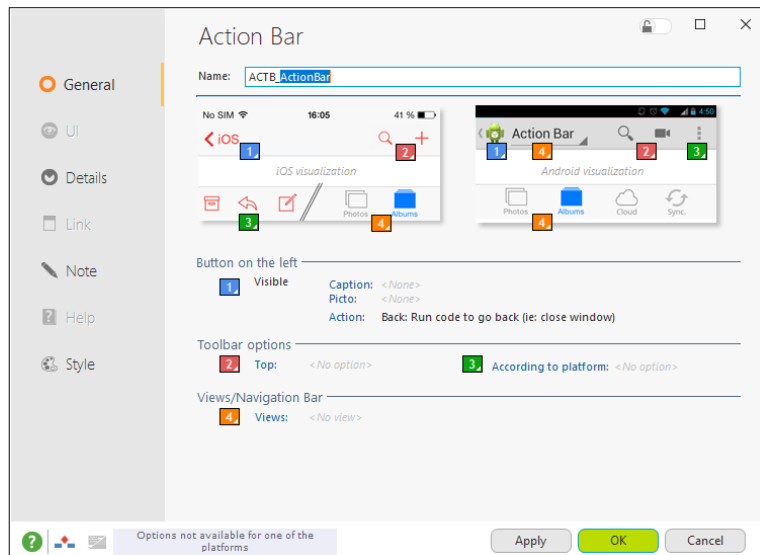 Action Bar
Name: ACTB_ActionBar
General
UI
Details
Link
Note
Help
Style
No SIM 16:05 41 %
iOS
1
2
iOS visualization
Photos Albums
3
4
4:50
Action Bar
1 4 2 3
Android visualization
Photos Albums Cloud Sync.
4
Button on the left
1 Visible Caption: <None>
Picto: <None>
Action: Back: Run code to go back (ie: close window)
Toolbar options
2 Top: <No option> 3 According to platform: <No option>
Views/Navigation Bar
4 Views: <No view>
? Options not available for one of the
platforms
Apply OK Cancel